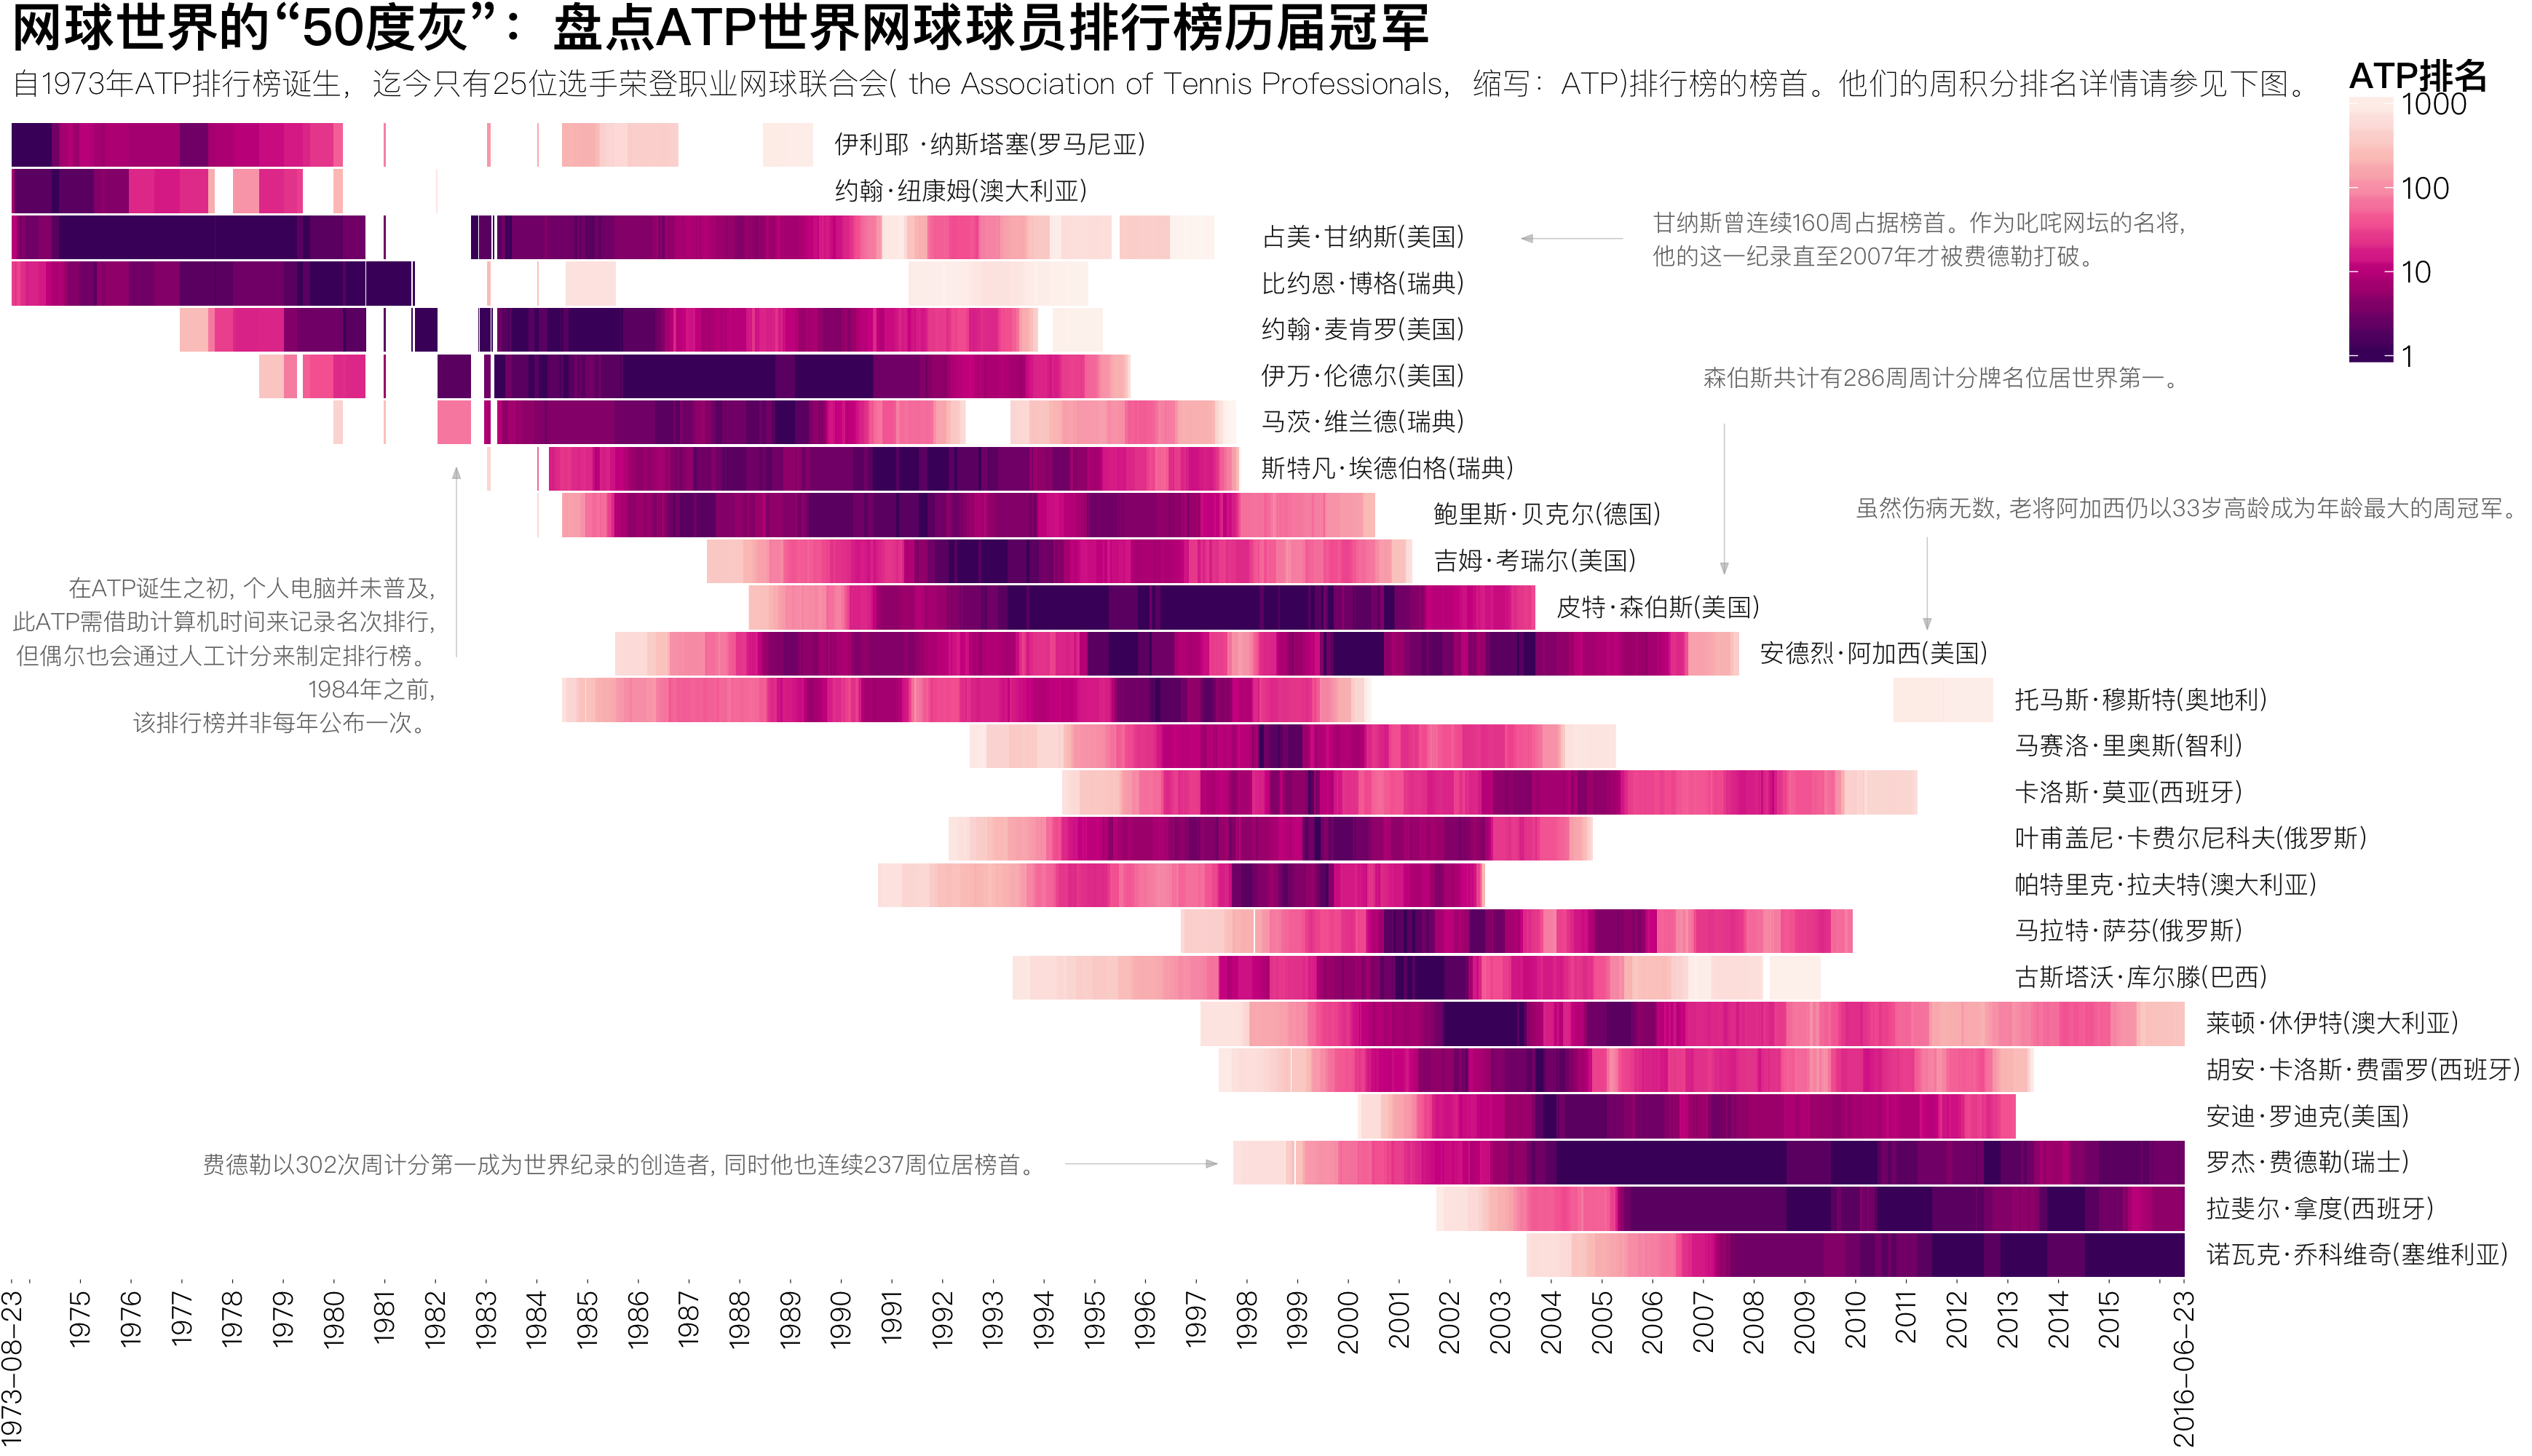 网球世界的“50度灰”：盘点ATP世界网球球员排行榜历届冠军
自1973年ATP排行榜诞生，迄今只有25位选手荣登职业网球联合会( the Association of Tennis Professionals，缩写：ATP)排行榜的榜首。他们的周积分排名详情请参见下图。
ATP排名
1000
100
10
1
伊利耶 ·纳斯塔塞(罗马尼亚)
约翰·纽康姆(澳大利亚)
占美·甘纳斯(美国)
甘纳斯曾连续160周占据榜首。作为叱咤网坛的名将,
他的这一纪录直至2007年才被费德勒打破。
比约恩·博格(瑞典)
约翰·麦肯罗(美国)
伊万·伦德尔(美国)
森伯斯共计有286周周计分牌名位居世界第一。
马茨·维兰德(瑞典)
斯特凡·埃德伯格(瑞典)
鲍里斯·贝克尔(德国)
虽然伤病无数, 老将阿加西仍以33岁高龄成为年龄最大的周冠军。
吉姆·考瑞尔(美国)
在ATP诞生之初, 个人电脑并未普及,
此ATP需借助计算机时间来记录名次排行,
但偶尔也会通过人工计分来制定排行榜。
1984年之前,
该排行榜并非每年公布一次。
皮特·森伯斯(美国)
安德烈·阿加西(美国)
托马斯·穆斯特(奥地利)
马赛洛·里奥斯(智利)
卡洛斯·莫亚(西班牙)
叶甫盖尼·卡费尔尼科夫(俄罗斯)
帕特里克·拉夫特(澳大利亚)
马拉特·萨芬(俄罗斯)
古斯塔沃·库尔滕(巴西)
莱顿·休伊特(澳大利亚)
胡安·卡洛斯·费雷罗(西班牙)
安迪·罗迪克(美国)
费德勒以302次周计分第一成为世界纪录的创造者, 同时他也连续237周位居榜首。
罗杰·费德勒(瑞士)
拉斐尔·拿度(西班牙)
诺瓦克·乔科维奇(塞维利亚)
1973-08-23
1975
1976
1977
1978
1979
1980
1981
1982
1983
1984
1985
1986
1987
1988
1989
1990
1991
1992
1993
1994
1995
1996
1997
1998
1999
2000
2001
2002
2003
2004
2005
2006
2007
2008
2009
2010
2011
2012
2013
2014
2015
2016-06-23